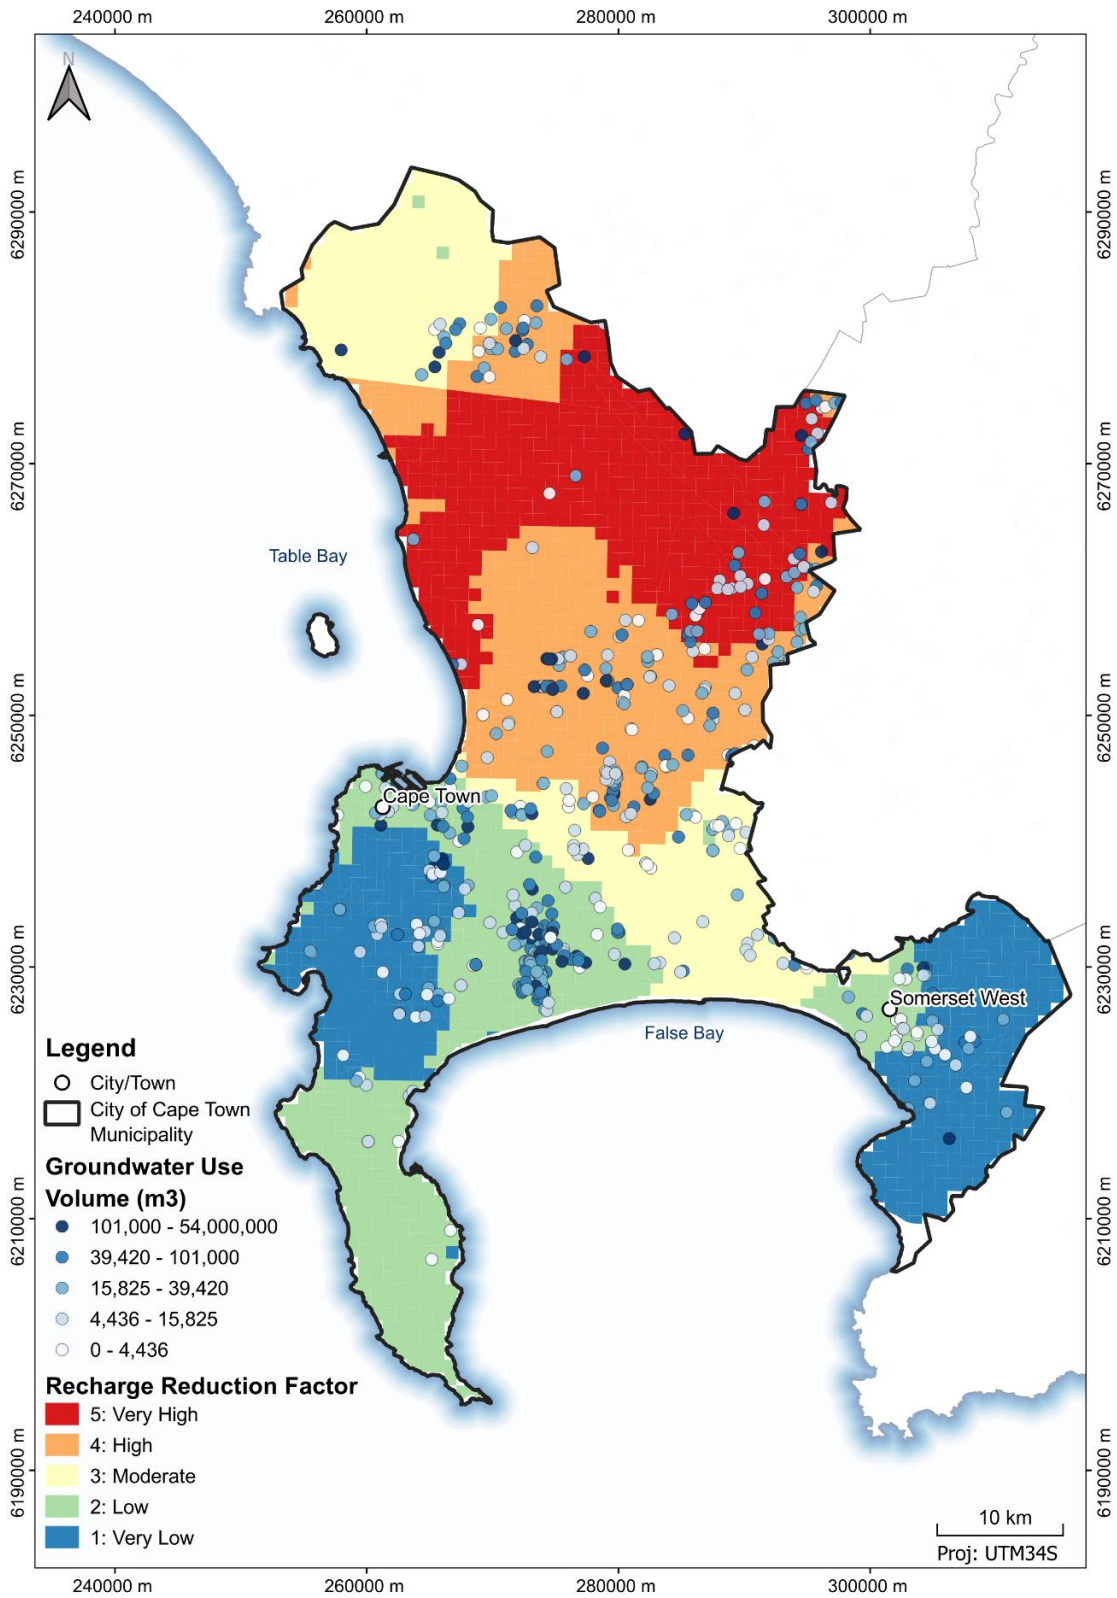 240000 m
260000 m
280000 m
300000 m
N
6290000 m
6290000 m
6270000 m
6270000 m
Table Bay
6250000 m
6250000 m
Cape Town
6230000 m
6230000 m
Somerset West
False Bay
Legend
City/Town
City of Cape Town
Municipality
Groundwater Use
Volume (m3)
101,000 - 54,000,000
39,420 - 101,000
15,825 - 39,420
4,436 - 15,825
0 - 4,436
6210000 m
6210000 m
Recharge Reduction Factor
5: Very High
4: High
3: Moderate
2: Low
1: Very Low
6190000 m
6190000 m
10 km
Proj: UTM34S
240000 m
260000 m
280000 m
300000 m